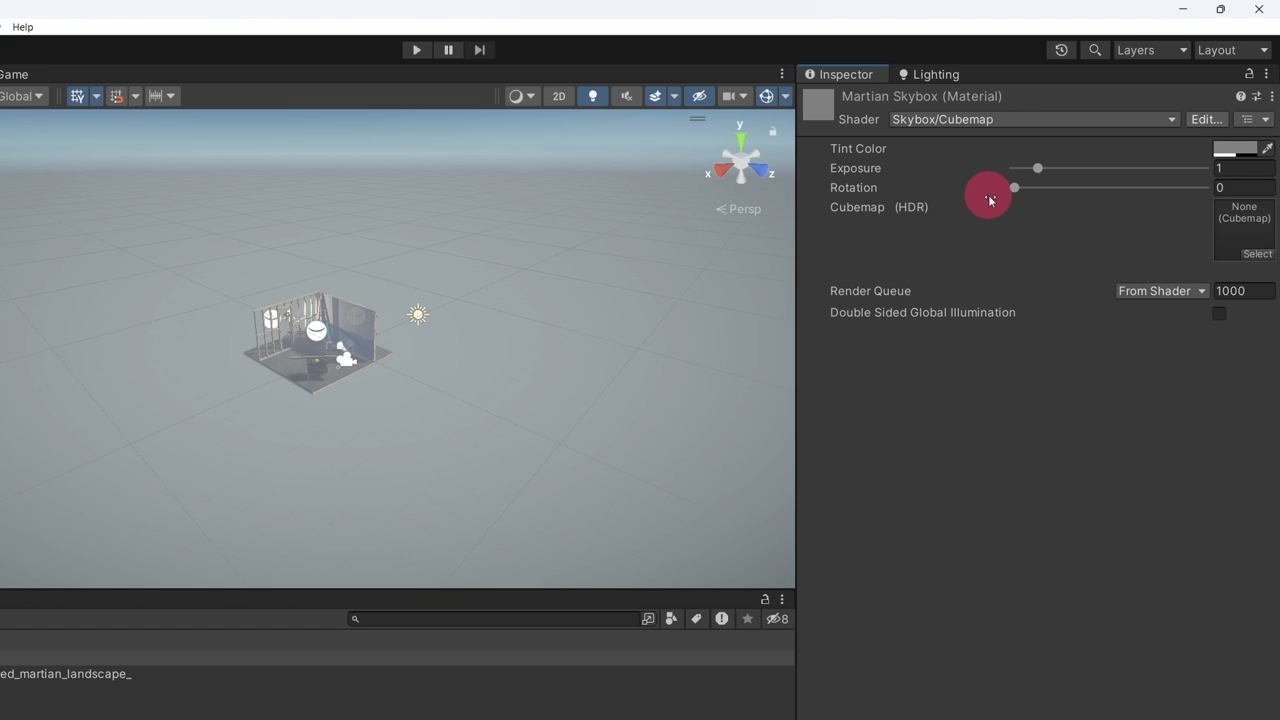 Help
Layers
Layout
Game
Inspector
Lighting
Global
2D
Martian Skybox (Material)
Shader
Skybox/Cubemap
Edit...
y
x
z
Persp
Tint Color
Exposure
1
Rotation
0
Cubemap (HDR)
None
(Cubemap)
Select
Render Queue
From Shader
1000
Double Sided Global Illumination
8
ed_martian_landscape_